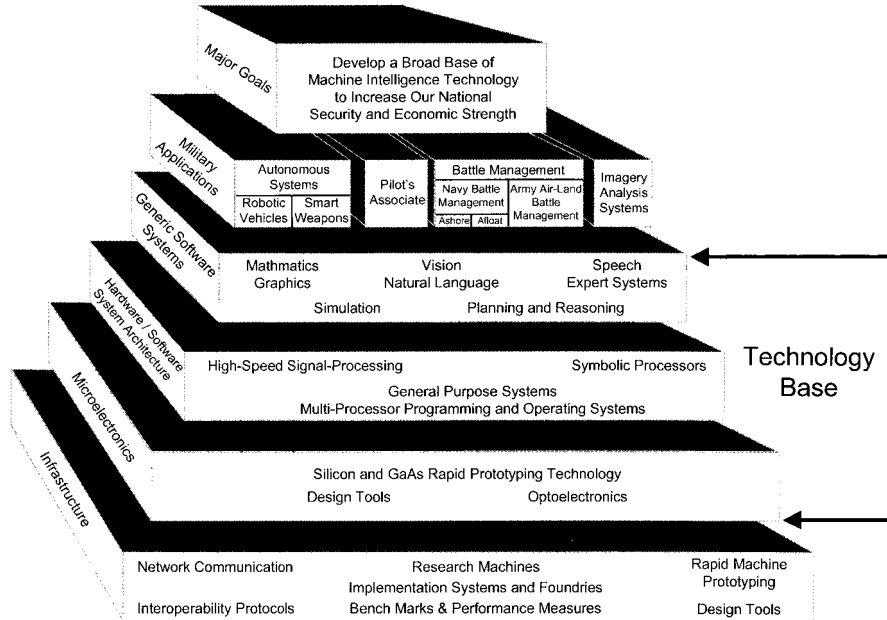 Major Goals
Develop a Broad Base of
Machine Intelligence Technology
to Increase Our National
Security and Economic Strength
Military
Applications
Autonomous
Systems
Robotic
Vehicles
Smart
Weapons
Pilot's
Associate
Battle Management
Navy Battle
Management
Ashore
Afloat
Army Air-Land
Battle
Management
Imagery
Analysis
Systems
Generic Software
Systems
Mathmatics
Vision
Speech
Graphics
Natural Language
Expert Systems
Simulation
Planning and Reasoning
Hardware / Software
System Architecture
High-Speed Signal-Processing
Symbolic Processors
General Purpose Systems
Multi-Processor Programming and Operating Systems
Technology
Base
Microelectronics
Silicon and GaAs Rapid Prototyping Technology
Design Tools
Optoelectronics
Infrastructure
Network Communication
Research Machines
Rapid Machine
Prototyping
Implementation Systems and Foundries
Interoperability Protocols
Bench Marks & Performance Measures
Design Tools